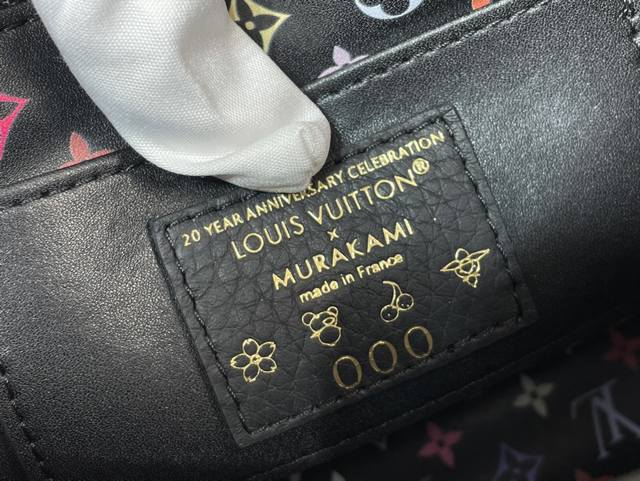 20 YEAR ANNIVERSARY CELEBRATION
LOUIS VUITTON®
×
MURAKAMI
made in France
000